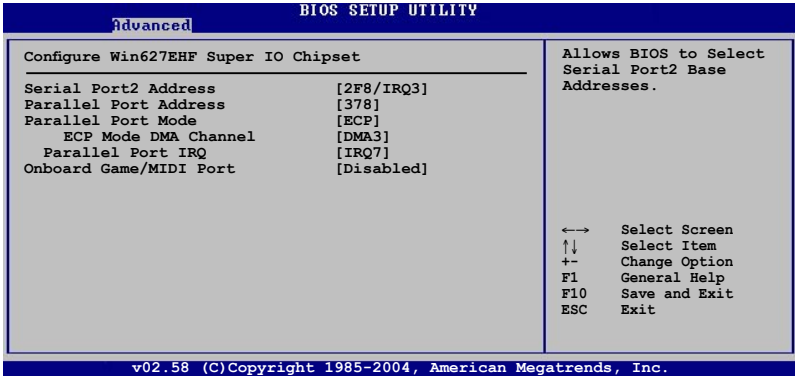 BIOS SETUP UTILITY
Advanced
Configure Win627EHF Super IO Chipset
Serial Port2 Address [2F8/IRQ3]
Parallel Port Address [378]
Parallel Port Mode [ECP]
ECP Mode DMA Channel [DMA3]
Parallel Port IRQ [IRQ7]
Onboard Game/MIDI Port [Disabled]
Allows BIOS to Select
Serial Port2 Base
Addresses.
←→ Select Screen
↑↓ Select Item
+- Change Option
F1 General Help
F10 Save and Exit
ESC Exit
v02.58 (C)Copyright 1985-2004, American Megatrends, Inc.